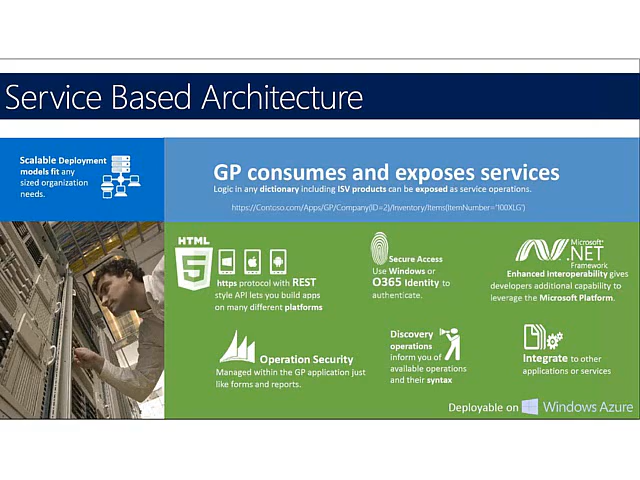 Service Based Architecture
Scalable Deployment
models fit any
sized organization
needs.
GP consumes and exposes services
Logic in any dictionary including ISV products can be exposed as service operations.
https://Contoso.com/Apps/GP/Company(ID=2)/Inventory/Items(ItemNumber="I00XLG')
HTML
5
https protocol with REST
style API lets you build apps
on many different platforms
Secure Access
Use Windows or
O365 Identity to
authenticate.
Microsoft®
.NET
Framework
Enhanced Interoperability gives
developers additional capability to
leverage the Microsoft Platform.
Operation Security
Managed within the GP application just
like forms and reports.
Discovery
operations
inform you of
available operations
and their syntax
Integrate to other
applications or services
Deployable on Windows Azure